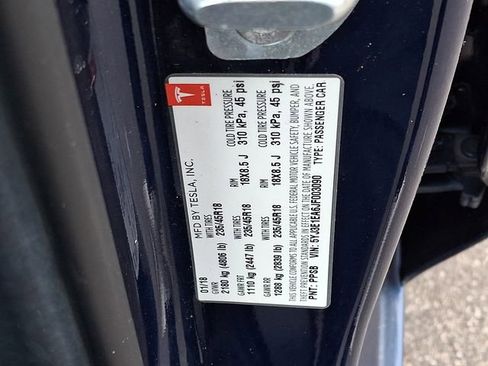 TESLA
MFD BY TESLA, INC.
01/18
GVWR WITH TIRES RIM COLD TIRE PRESSURE
2180 kg (4806 lb) 235/45R18 18X8.5 J 310 kPa, 45 psi
GAWR FRT WITH TIRES RIM COLD TIRE PRESSURE
1110 kg (2447 lb) 235/45R18 18X8.5 J 310 kPa, 45 psi
GAWR RR
1288 kg (2839 lb)
THIS VEHICLE CONFORMS TO ALL APPLICABLE U.S. FEDERAL MOTOR VEHICLE SAFETY, BUMPER, AND
THEFT PREVENTION STANDARDS IN EFFECT ON THE DATE OF MANUFACTURE SHOWN ABOVE.
PNT: PPSB VIN: 5YJ3E1EA6JF003090 TYPE: PASSENGER CAR